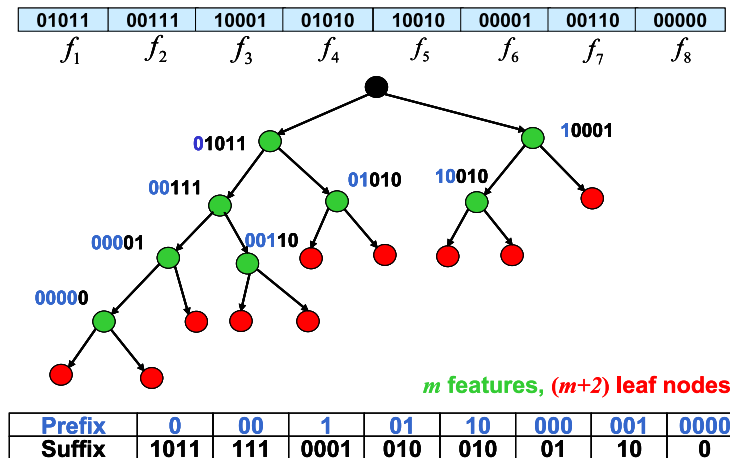 01011 00111 10001 01010 10010 00001 00110 00000
f1 f2 f3 f4 f5 f6 f7 f8
10001
01011
00111 01010 10010
00001 00110
00000
m features, (m+2) leaf nodes
Prefix 0 00 1 01 10 000 001 0000
Suffix 1011 111 0001 010 010 01 10 0